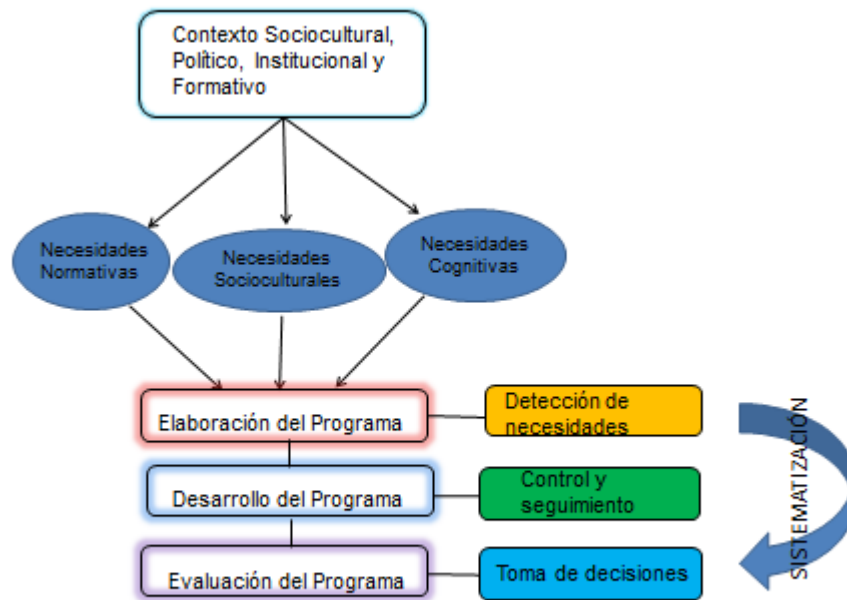 Contexto Sociocultural,
Político, Institucional y
Formativo
Necesidades
Normativas
Necesidades
Socioculturales
Necesidades
Cognitivas
Elaboración del Programa
Detección de
necesidades
Desarrollo del Programa
Control y
seguimiento
Evaluación del Programa
Toma de decisiones
SISTEMATIZACIÓN